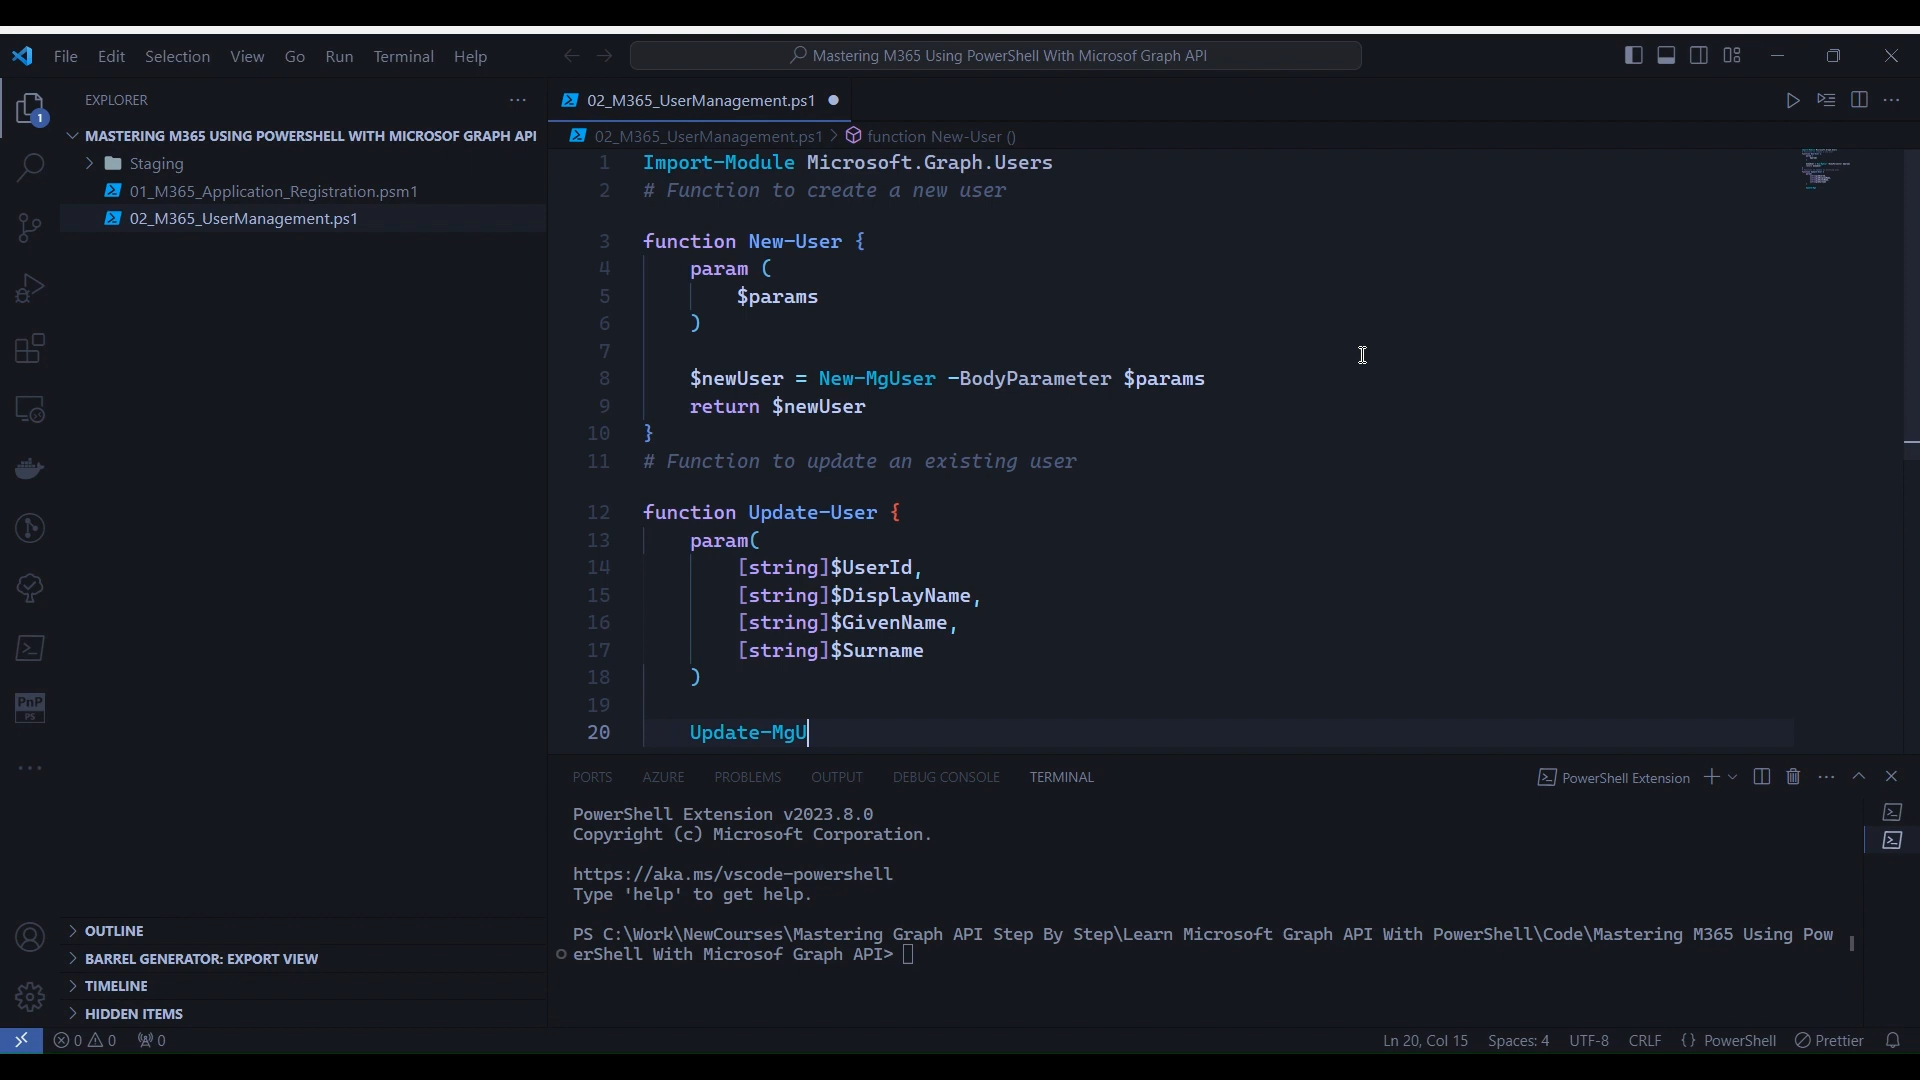 File Edit Selection View Go Run Terminal Help
Mastering M365 Using PowerShell With Microsof Graph API
EXPLORER
1
MASTERING M365 USING POWERSHELL WITH MICROSOF GRAPH API
Staging
01_M365_Application_Registration.psm1
02_M365_UserManagement.ps1
PnP
PS
OUTLINE
BARREL GENERATOR: EXPORT VIEW
TIMELINE
HIDDEN ITEMS
02_M365_UserManagement.ps1
02_M365_UserManagement.ps1 > function New-User ()
1 Import-Module Microsoft.Graph.Users
2 # Function to create a new user
3 function New-User {
4 param (
5 $params
6 )
7
8 $newUser = New-MgUser -BodyParameter $params
9 return $newUser
10 }
11 # Function to update an existing user
12 function Update-User {
13 param(
14 [string]$UserId,
15 [string]$DisplayName,
16 [string]$GivenName,
17 [string]$Surname
18 )
19
20 Update-MgU
PORTS AZURE PROBLEMS OUTPUT DEBUG CONSOLE TERMINAL
PowerShell Extension
PowerShell Extension v2023.8.0
Copyright (c) Microsoft Corporation.
https://aka.ms/vscode-powershell
Type 'help' to get help.
PS C:\Work\NewCourses\Mastering Graph API Step By Step\Learn Microsoft Graph API With PowerShell\Code\Mastering M365 Using Pow
erShell With Microsof Graph API>
0 0 0
Ln 20, Col 15 Spaces: 4 UTF-8 CRLF {} PowerShell Prettier